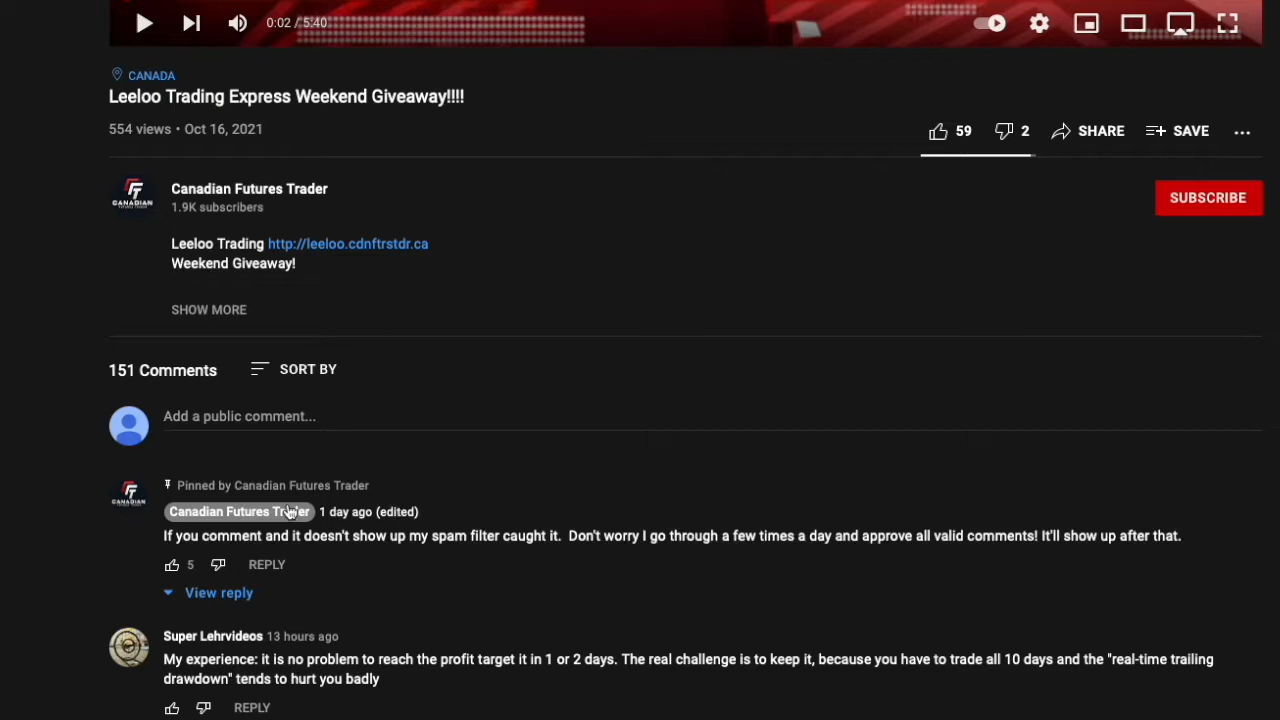 0:02 / 5:40
CANADA
Leeloo Trading Express Weekend Giveaway!!!!
554 views • Oct 16, 2021
59 2 SHARE SAVE ...
Canadian Futures Trader
1.9K subscribers
SUBSCRIBE
Leeloo Trading http://leeloo.cdnftrstdr.ca
Weekend Giveaway!
SHOW MORE
151 Comments SORT BY
Add a public comment...
Pinned by Canadian Futures Trader
Canadian Futures Trader 1 day ago (edited)
If you comment and it doesn't show up my spam filter caught it. Don't worry I go through a few times a day and approve all valid comments! It'll show up after that.
5 REPLY
View reply
Super Lehrvideos 13 hours ago
My experience: it is no problem to reach the profit target it in 1 or 2 days. The real challenge is to keep it, because you have to trade all 10 days and the "real-time trailing
drawdown" tends to hurt you badly
REPLY